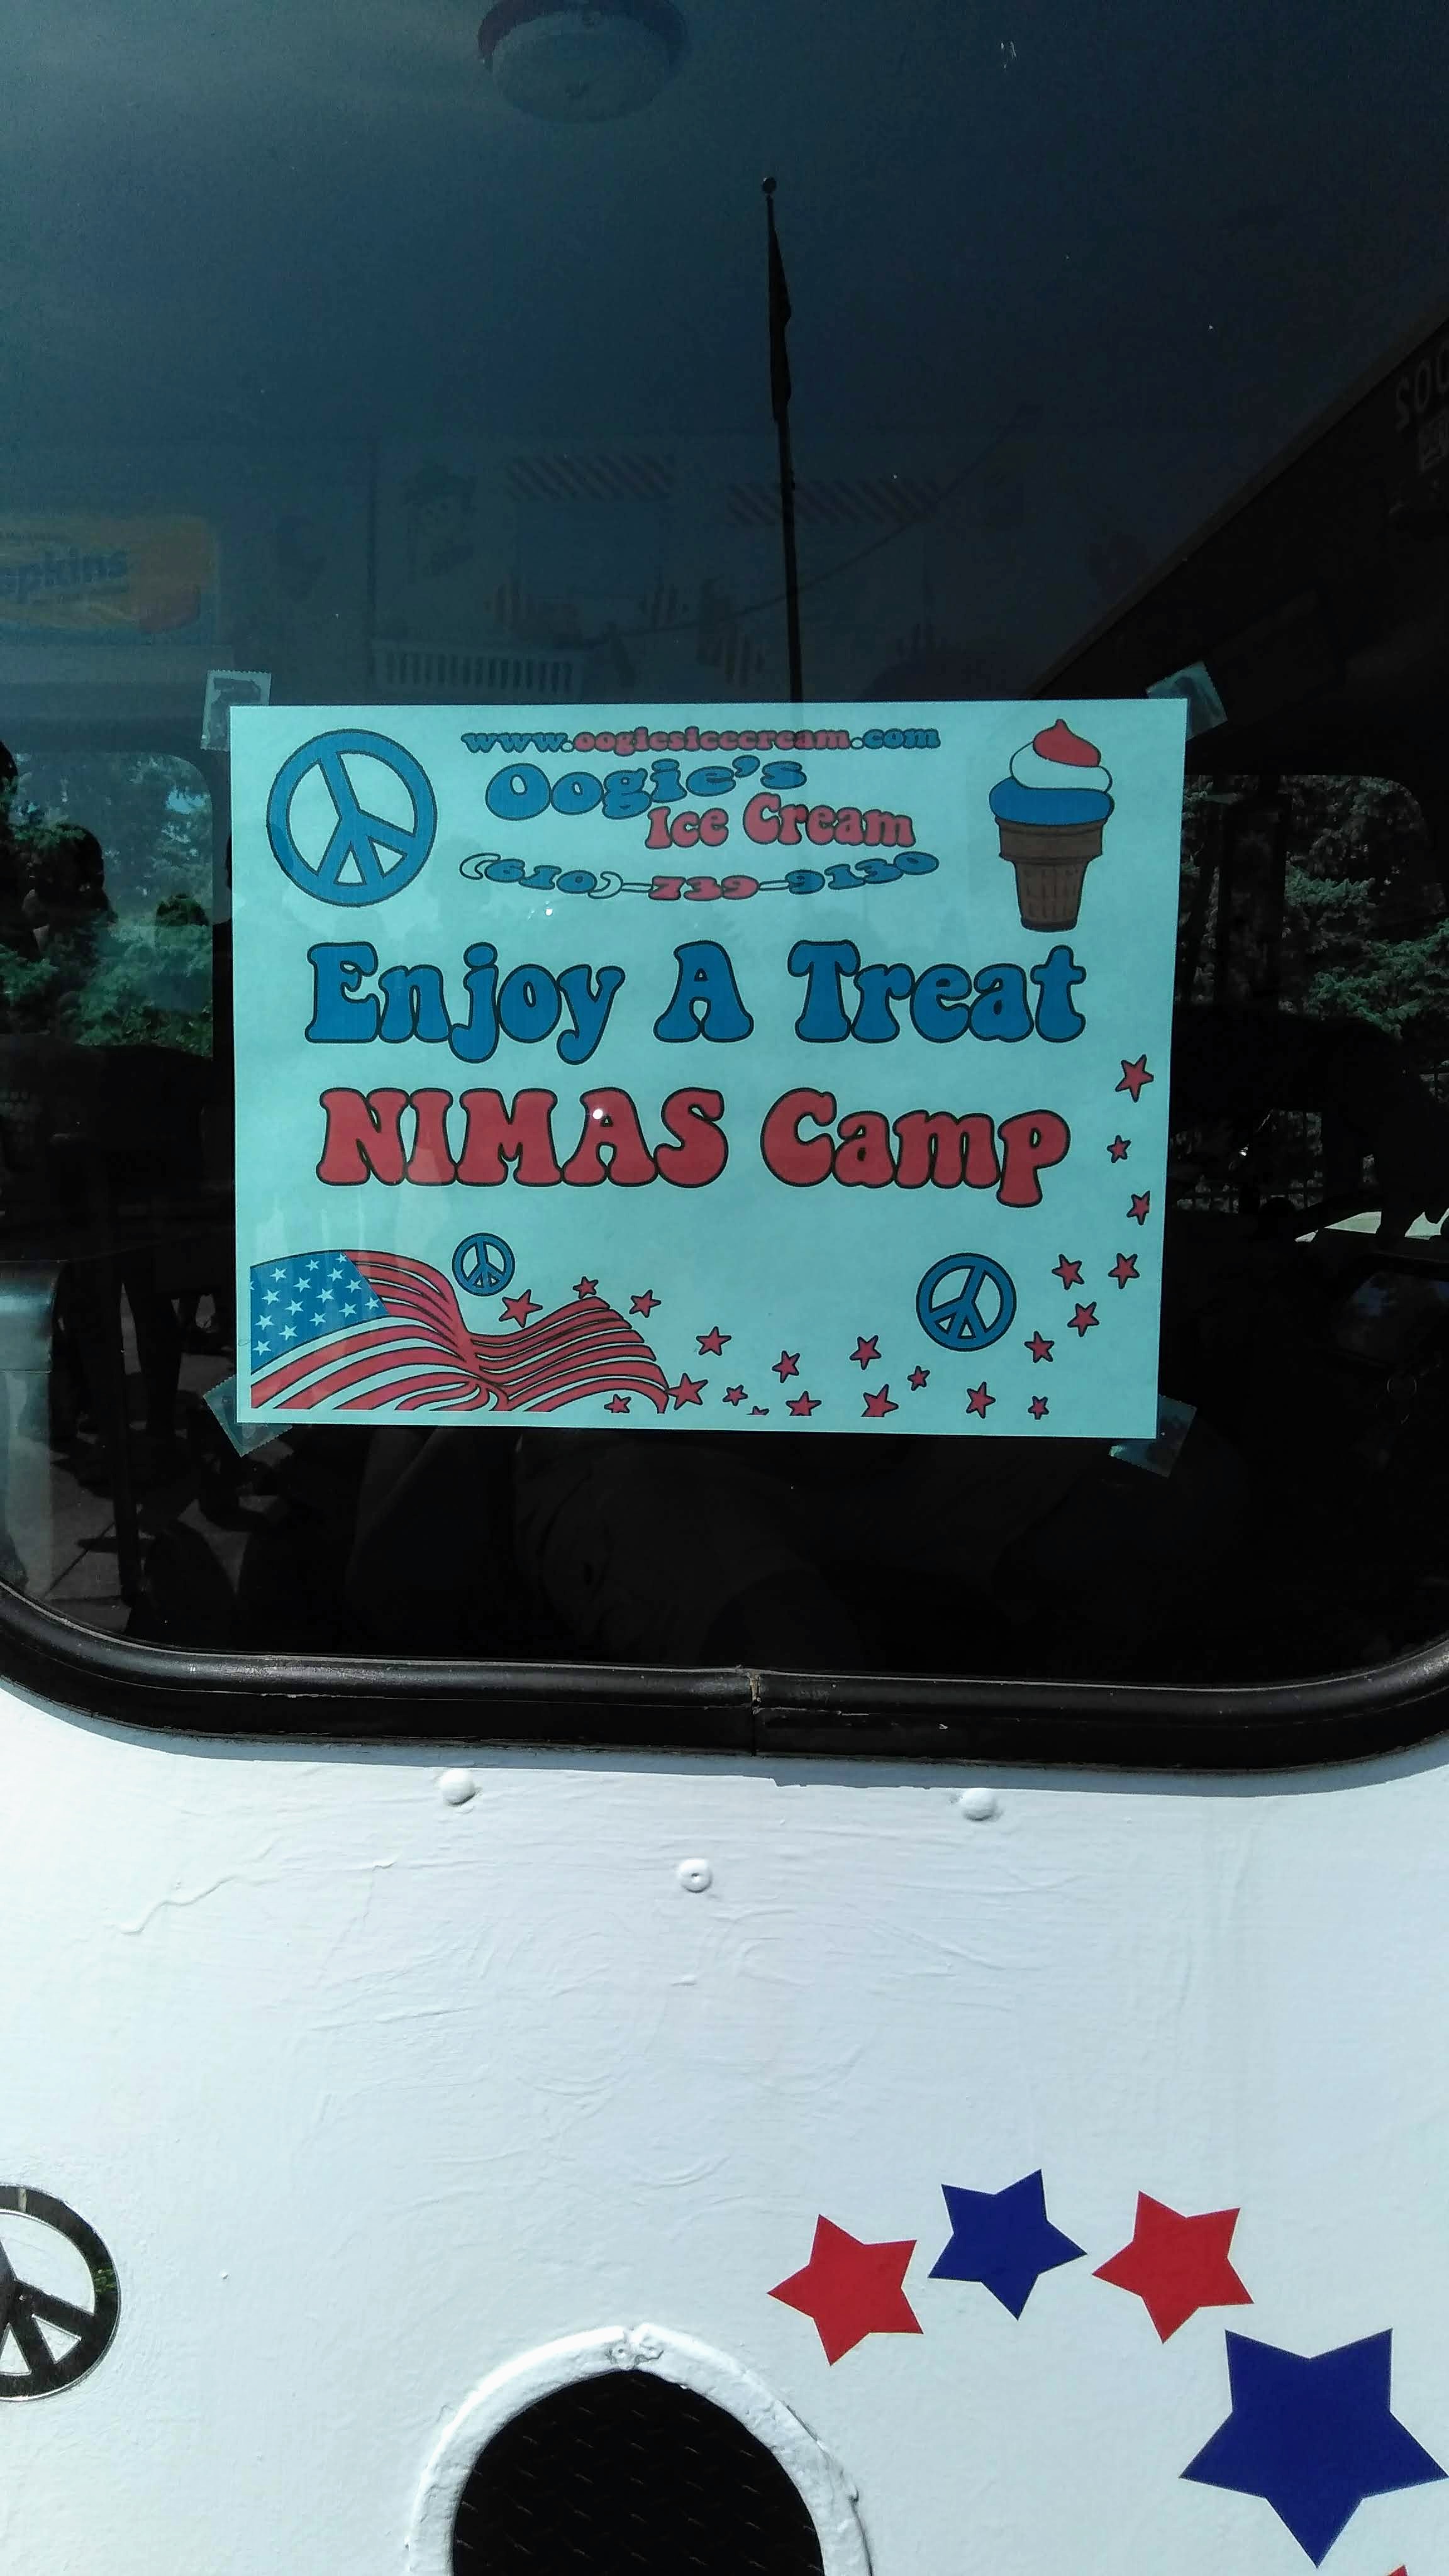 www.oogiesicecream.com
Oogie's
Ice Cream
(610)-739-9130
Enjoy A Treat
NIMAS Camp